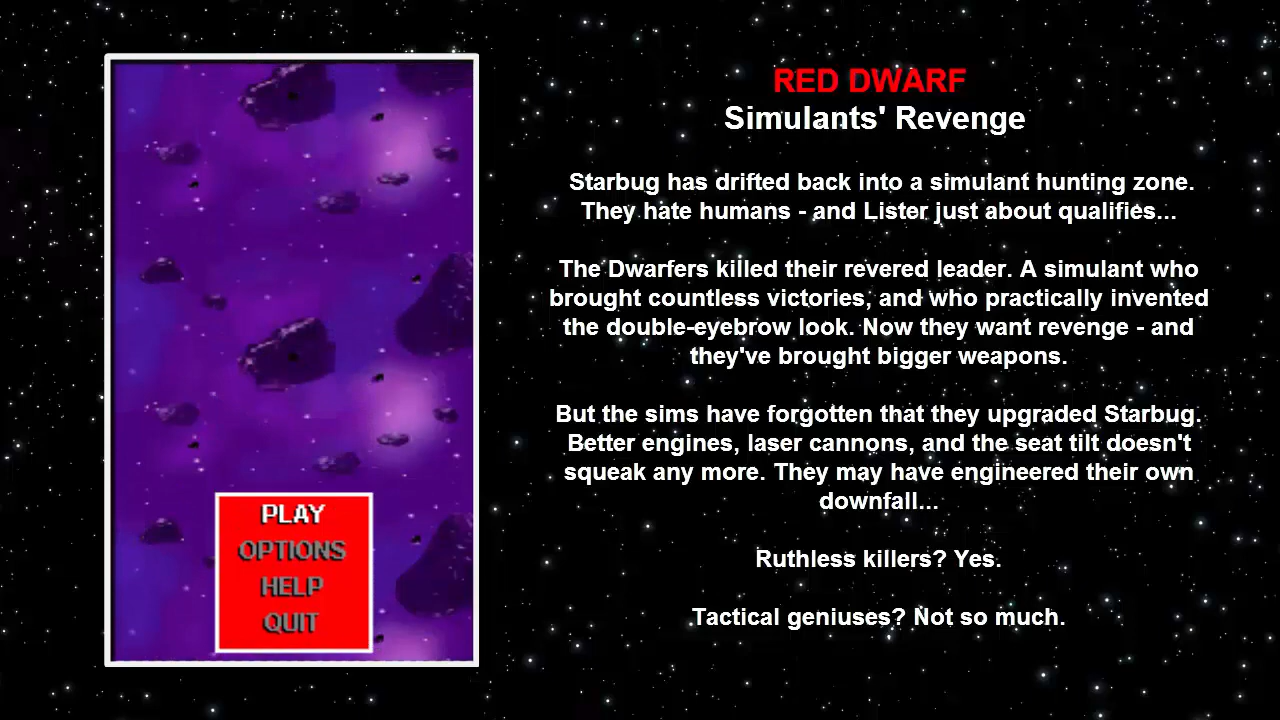 RED DWARF
Simulants' Revenge
Starbug has drifted back into a simulant hunting zone.
They hate humans - and Lister just about qualifies...
The Dwarfers killed their revered leader. A simulant who
brought countless victories, and who practically invented
the double-eyebrow look. Now they want revenge - and
they've brought bigger weapons.
But the sims have forgotten that they upgraded Starbug.
Better engines, laser cannons, and the seat tilt doesn't
squeak any more. They may have engineered their own
downfall...
Ruthless killers? Yes.
Tactical geniuses? Not so much.
PLAY
OPTIONS
HELP
QUIT